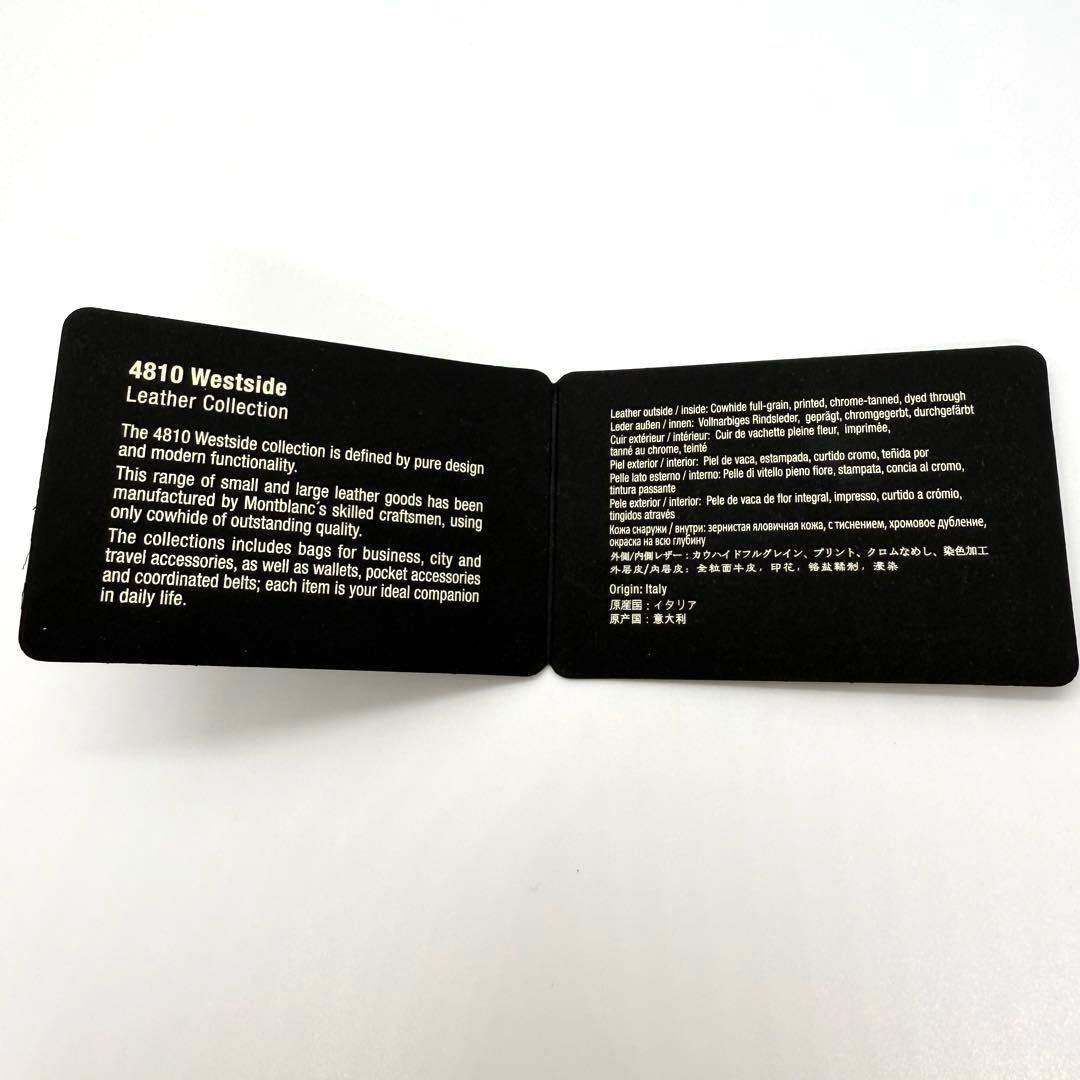 4810 Westside
Leather Collection
The 4810 Westside collection is defined by pure design
and modern functionality.
This range of small and large leather goods has been
manufactured by Montblanc´s skilled craftsmen, using
only cowhide of outstanding quality.
The collections includes bags for business, city and
travel accessories, as well as wallets, pocket accessories
and coordinated belts; each item is your ideal companion
in daily life.
Leather outside / inside: Cowhide full-grain, printed, chrome-tanned, dyed through
Leder außen / innen: Vollnarbiges Rindsleder, geprägt, chromgegerbt, durchgefärbt
Cuir extérieur / intérieur: Cuir de vachette pleine fleur, imprimée,
tanné au chrome, teinté
Piel exterior / interior: Piel de vaca, estampada, curtido cromo, teñida por
Pelle lato esterno / interno: Pelle di vitello pieno fiore, stampata, concia al cromo,
tintura passante
Pele exterior / interior: Pele de vaca de flor integral, impresso, curtido a crómio,
tingidos através
Кожа снаружи / внутри: зернистая яловичная кожа, с тиснением, хромовое дубление,
окраска на всю глубину
外側/内側レザー：カウハイドフルグレイン、プリント、クロムなめし、染色加工
外层皮/内层皮：全粒面牛皮，印花，铬盐鞣制，浸染
Origin: Italy
原産国：イタリア
原产国：意大利